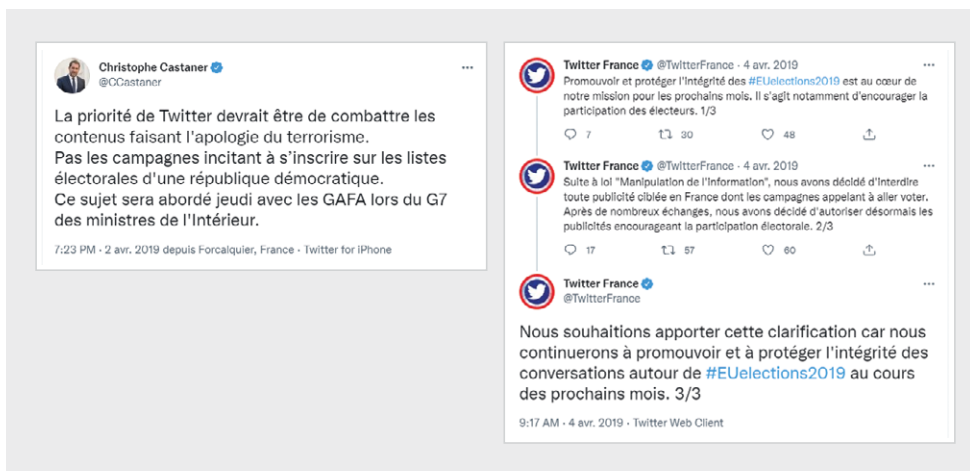 Christophe Castaner
@CCastaner
La priorité de Twitter devrait être de combattre les
contenus faisant l'apologie du terrorisme.
Pas les campagnes incitant à s'inscrire sur les listes
électorales d'une république démocratique.
Ce sujet sera abordé jeudi avec les GAFA lors du G7
des ministres de l'Intérieur.
7:23 PM · 2 avr. 2019 depuis Forcalquier, France · Twitter for iPhone
Twitter France @TwitterFrance · 4 avr. 2019
Promouvoir et protéger l'intégrité des #EUelections2019 est au cœur de
notre mission pour les prochains mois. Il s'agit notamment d'encourager la
participation des électeurs. 1/3
7 30 48
Twitter France @TwitterFrance · 4 avr. 2019
Suite à loi "Manipulation de l'Information", nous avons décidé d'interdire
toute publicité ciblée en France dont les campagnes appelant à aller voter.
Après de nombreux échanges, nous avons décidé d'autoriser désormais les
publicités encourageant la participation électorale. 2/3
17 57 60
Twitter France
@TwitterFrance
Nous souhaitions apporter cette clarification car nous
continuerons à promouvoir et à protéger l'intégrité des
conversations autour de #EUelections2019 au cours
des prochains mois. 3/3
9:17 AM · 4 avr. 2019 · Twitter Web Client